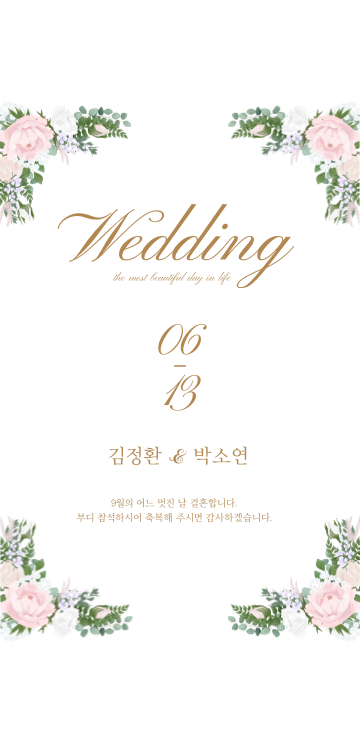 Wedding
the most beautiful day in life
06
–
13
김정환 & 박소연
9월의 어느 멋진 날 결혼합니다.
부디 참석하시어 축복해 주시면 감사하겠습니다.